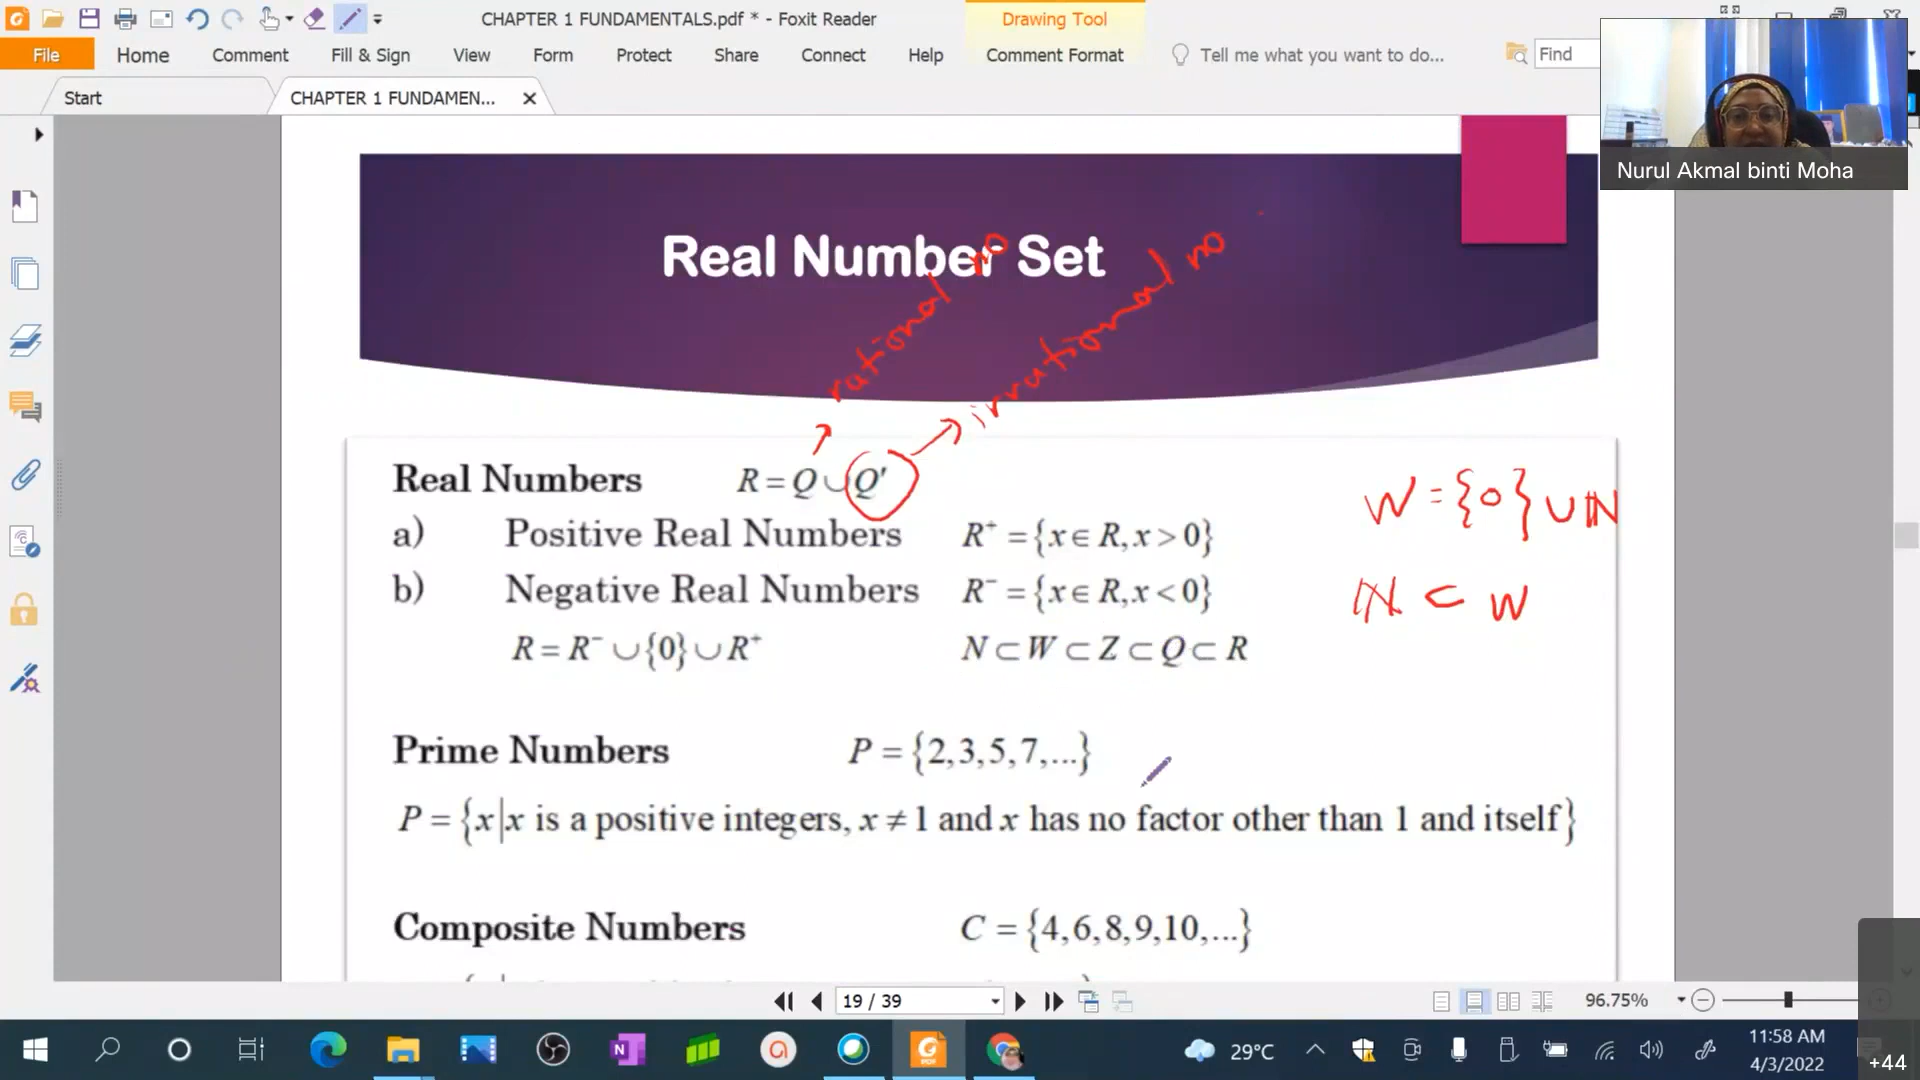 CHAPTER 1 FUNDAMENTALS.pdf * - Foxit Reader
Drawing Tool
File Home Comment Fill & Sign View Form Protect Share Connect Help Comment Format Tell me what you want to do... Find
Start
CHAPTER 1 FUNDAMEN...
Nurul Akmal binti Moha
Real Number Set
rational no
irrational no
Real Numbers R = Q ∪ Q′
W = {0} ∪ ℕ
a) Positive Real Numbers R⁺ = {x ∈ R, x > 0}
b) Negative Real Numbers R⁻ = {x ∈ R, x < 0}
ℕ ⊂ W
R = R⁻ ∪ {0} ∪ R⁺ N ⊂ W ⊂ Z ⊂ Q ⊂ R
Prime Numbers P = {2,3,5,7,...}
P = {x|x is a positive integers, x ≠ 1 and x has no factor other than 1 and itself}
Composite Numbers C = {4,6,8,9,10,...}
19 / 39
96.75%
29°C
11:58 AM
4/3/2022
+44